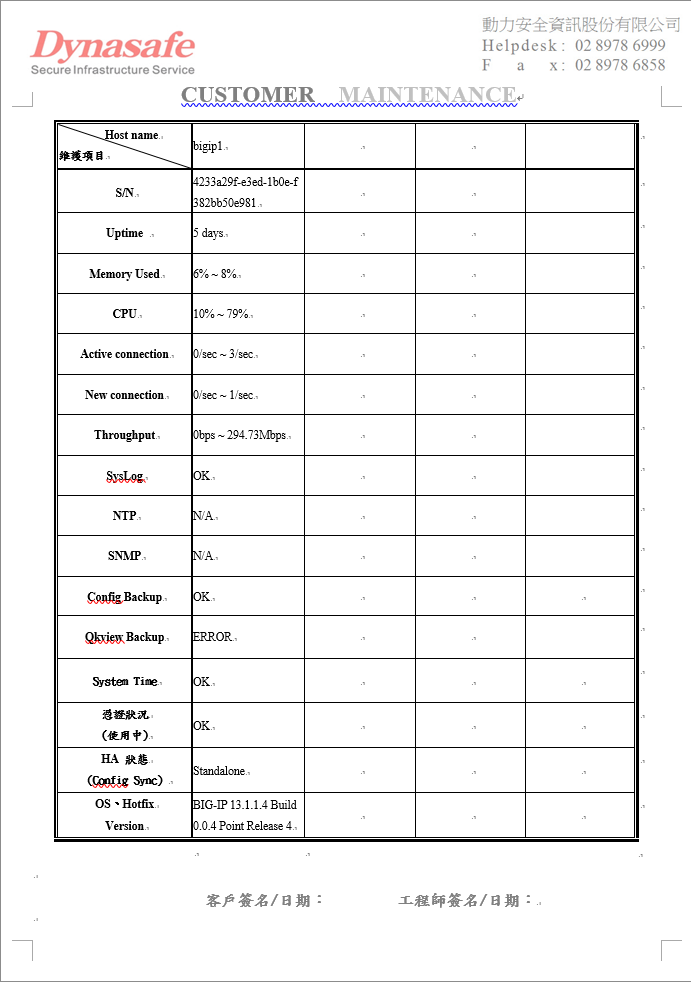 Dynasafe
Secure Infrastructure Service
動力安全資訊股份有限公司
Helpdesk: 02 8978 6999
Fax: 02 8978 6858
CUSTOMER MAINTENANCE
Host name
維護項目
bigip1
S/N
4233a29f-e3ed-1b0e-f
382bb50e981
Uptime
5 days
Memory Used
6% ~ 8%
CPU
10% ~ 79%
Active connection
0/sec ~ 3/sec
New connection
0/sec ~ 1/sec
Throughput
0bps ~ 294.73Mbps
SysLog
OK
NTP
N/A
SNMP
N/A
Config Backup
OK
Qkview Backup
ERROR
System Time
OK
憑證狀況
(使用中)
OK
HA 狀態
(Config Sync)
Standalone
OS、Hotfix
Version
BIG-IP 13.1.1.4 Build
0.0.4 Point Release 4
客戶簽名/日期： 工程師簽名/日期：